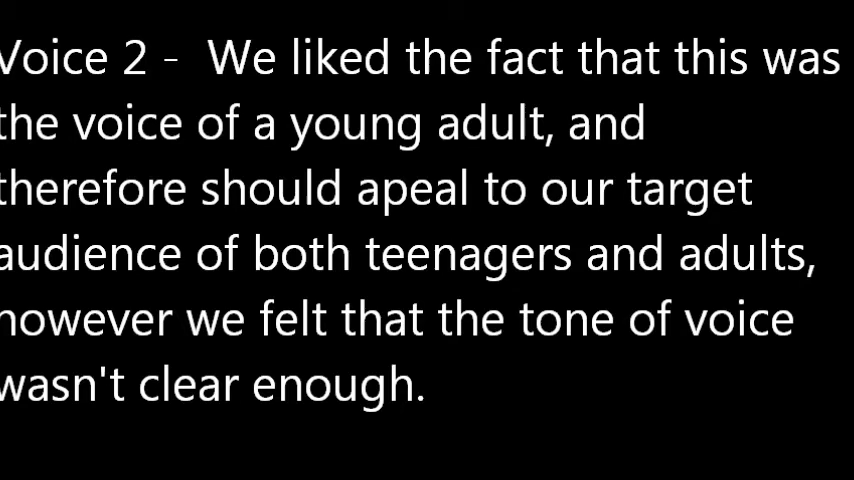 Voice 2 -  We liked the fact that this was
the voice of a young adult, and
therefore should apeal to our target
audience of both teenagers and adults,
however we felt that the tone of voice
wasn't clear enough.